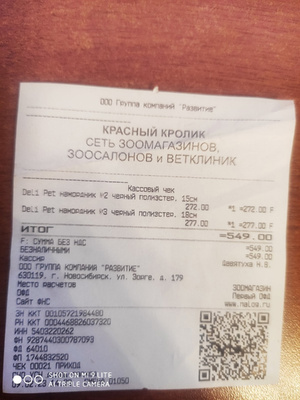 ООО Группа компаний "Развитие"
КРАСНЫЙ КРОЛИК
СЕТЬ ЗООМАГАЗИНОВ,
ЗООСАЛОНОВ и ВЕТКЛИНИК
Кассовый чек
Deli Pet намордник №2 черный полиэстер, 15см
272.00 *1 =272.00
Deli Pet намордник №3 черный полиэстер, 18см
277.00 *1 =277.00
ИТОГ =549.00
F: СУММА БЕЗ НДС =549.00
БЕЗНАЛИЧНЫМИ =549.00
Кассир
ООО ГРУППА КОМПАНИЙ "РАЗВИТИЕ"
630119, г. Новосибирск, ул. Зорге, д. 179
Место расчетов ЗООМАГАЗИН
ОФД Первый ОФД
Сайт ФНС www.nalog.ru
ЗН ККТ 00105721984480
РН ККТ 0004468826037320
ИНН 5403220262
ФН 9287440300787093
ФД 64010
ФП 1744832520
ЧЕК 00021 ПРИХОД
SHOT ON MI 9 LITE
AI TRIPLE CAMERA